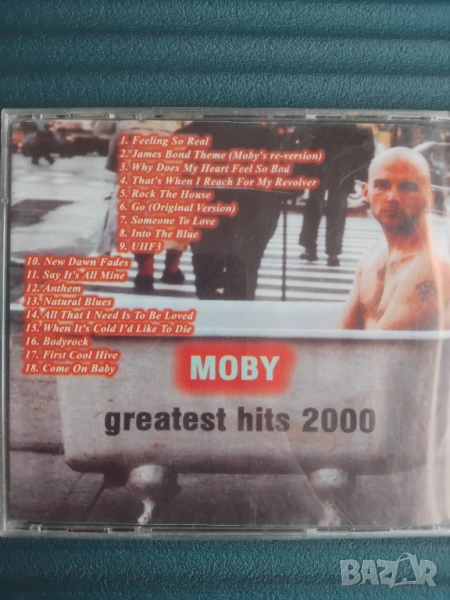 1. Feeling So Real
2. James Bond Theme (Moby's re-version)
3. Why Does My Heart Feel So Bad
4. That's When I Reach For My Revolver
5. Rock The House
6. Go (Original Version)
7. Someone To Love
8. Into The Blue
9. UHF3
10. New Dawn Fades
11. Say It's All Mine
12. Anthem
13. Natural Blues
14. All That I Need Is To Be Loved
15. When It's Cold I'd Like To Die
16. Bodyrock
17. First Cool Hive
18. Come On Baby
MOBY
greatest hits 2000
BAZAR